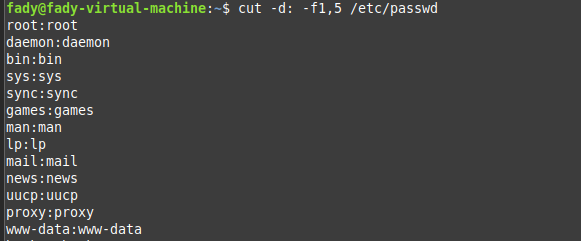 fady@fady-virtual-machine:~$ cut -d: -f1,5 /etc/passwd
root:root
daemon:daemon
bin:bin
sys:sys
sync:sync
games:games
man:man
lp:lp
mail:mail
news:news
uucp:uucp
proxy:proxy
www-data:www-data